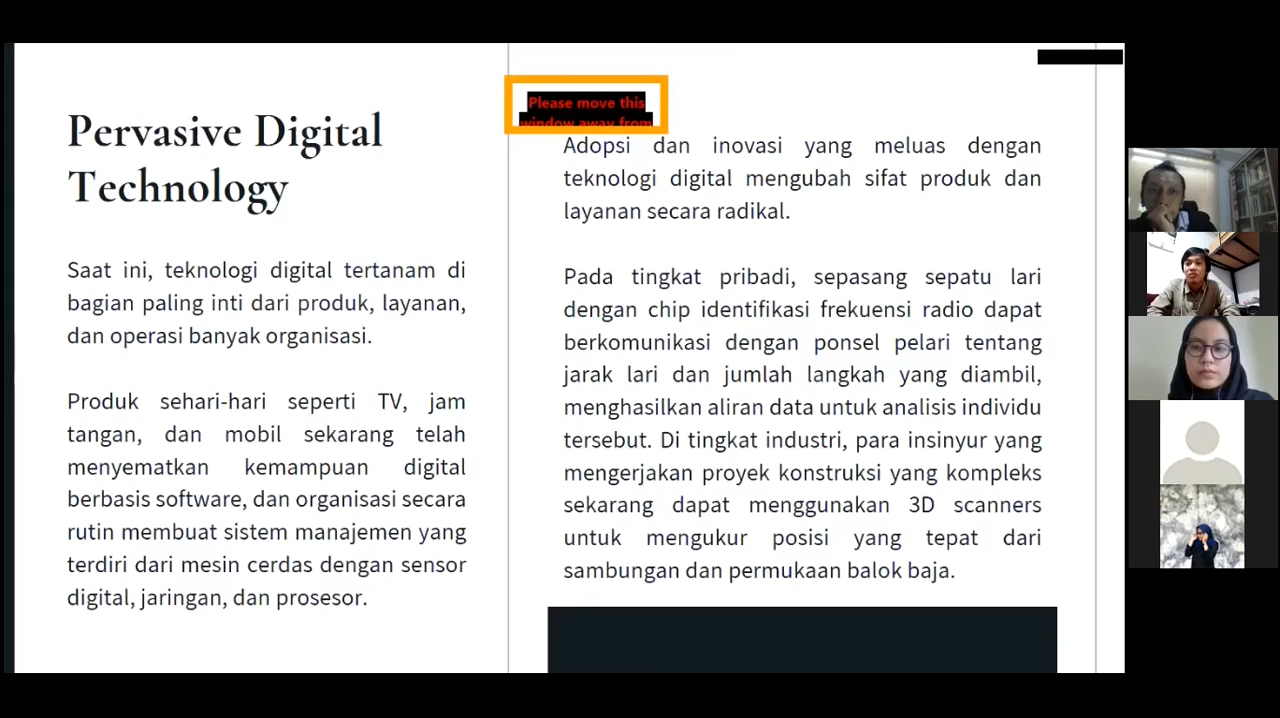 Pervasive Digital
Technology
Saat ini, teknologi digital tertanam di
bagian paling inti dari produk, layanan,
dan operasi banyak organisasi.
Produk sehari-hari seperti TV, jam
tangan, dan mobil sekarang telah
menyematkan kemampuan digital
berbasis software, dan organisasi secara
rutin membuat sistem manajemen yang
terdiri dari mesin cerdas dengan sensor
digital, jaringan, dan prosesor.
Please move this
window away from
Adopsi dan inovasi yang meluas dengan
teknologi digital mengubah sifat produk dan
layanan secara radikal.
Pada tingkat pribadi, sepasang sepatu lari
dengan chip identifikasi frekuensi radio dapat
berkomunikasi dengan ponsel pelari tentang
jarak lari dan jumlah langkah yang diambil,
menghasilkan aliran data untuk analisis individu
tersebut. Di tingkat industri, para insinyur yang
mengerjakan proyek konstruksi yang kompleks
sekarang dapat menggunakan 3D scanners
untuk mengukur posisi yang tepat dari
sambungan dan permukaan balok baja.